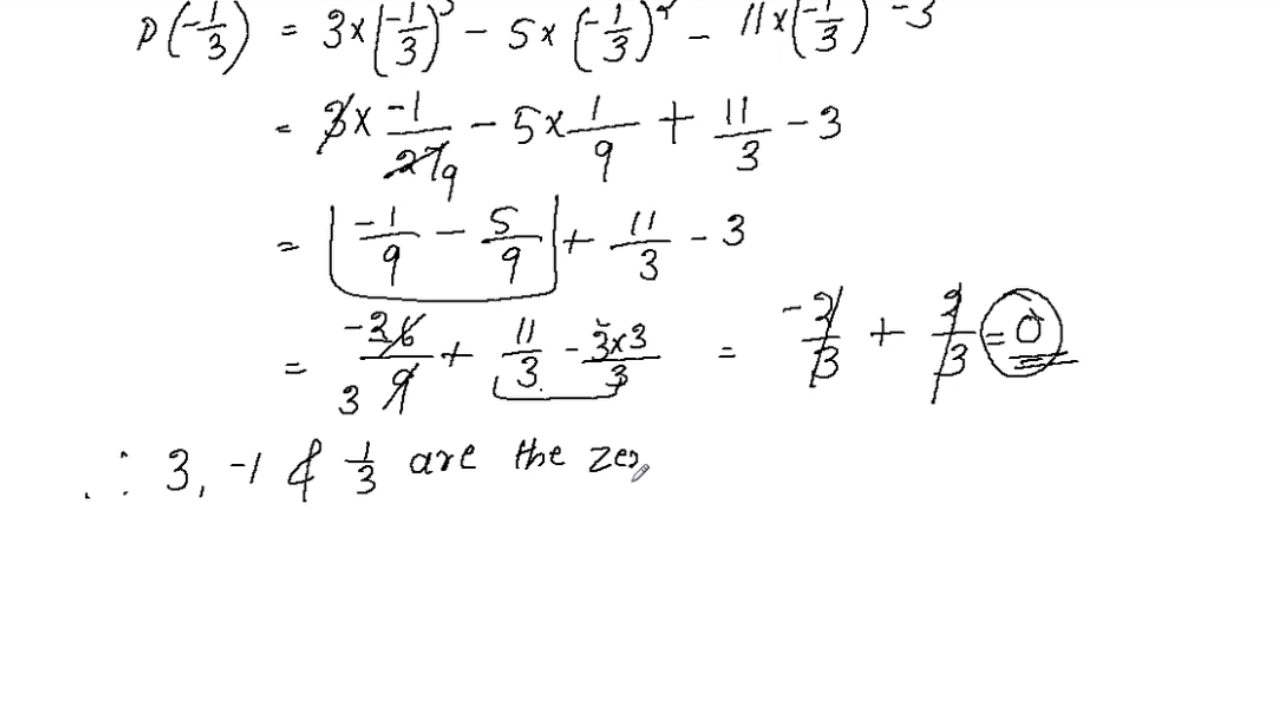 p(-1/3) = 3×(-1/3)³ - 5×(-1/3)² - 11×(-1/3) - 3
= 3× -1/27 9 - 5× 1/9 + 11/3 - 3
= -1/9 - 5/9 + 11/3 - 3
= -2 6/3 9 + 11/3 - 3×3/3 = -2/3 + 2/3 = 0
∴ 3, -1 & 1/3 are the zer